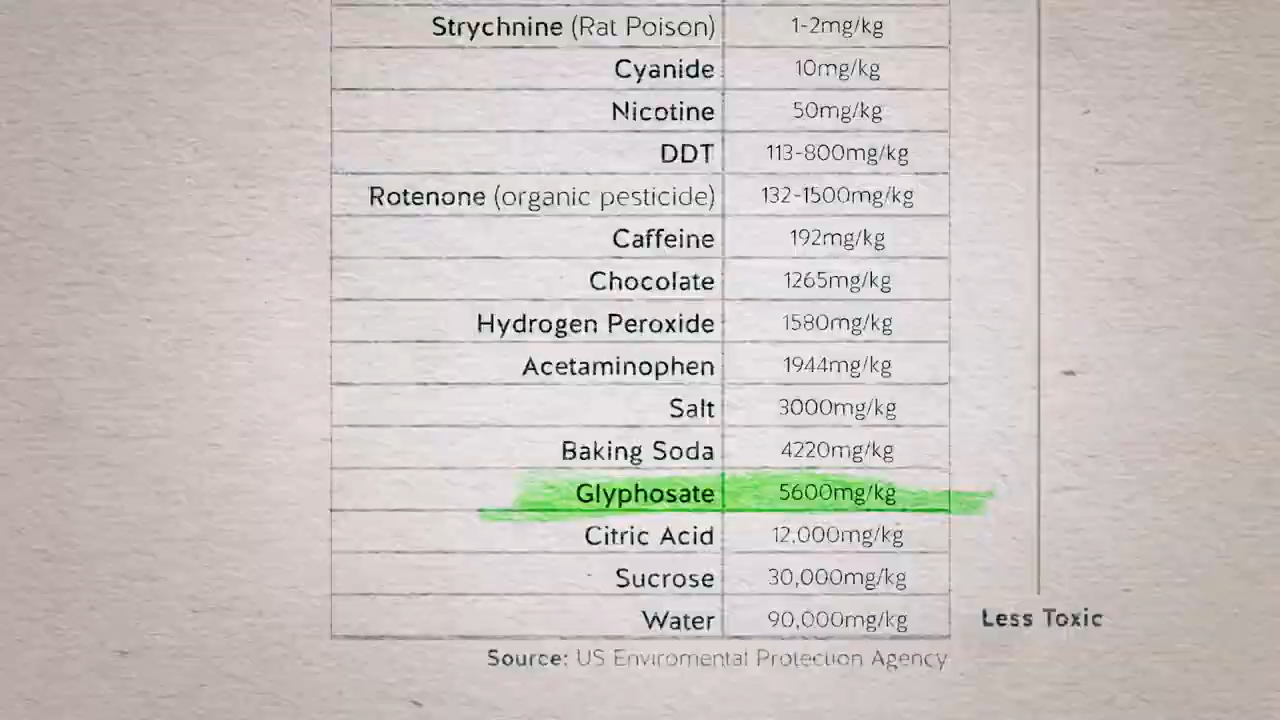 Strychnine (Rat Poison) 1-2mg/kg
Cyanide 10mg/kg
Nicotine 50mg/kg
DDT 113-800mg/kg
Rotenone (organic pesticide) 132-1500mg/kg
Caffeine 192mg/kg
Chocolate 1265mg/kg
Hydrogen Peroxide 1580mg/kg
Acetaminophen 1944mg/kg
Salt 3000mg/kg
Baking Soda 4220mg/kg
Glyphosate 5600mg/kg
Citric Acid 12,000mg/kg
Sucrose 30,000mg/kg
Water 90,000mg/kg
Less Toxic
Source: US Enviromental Protection Agency